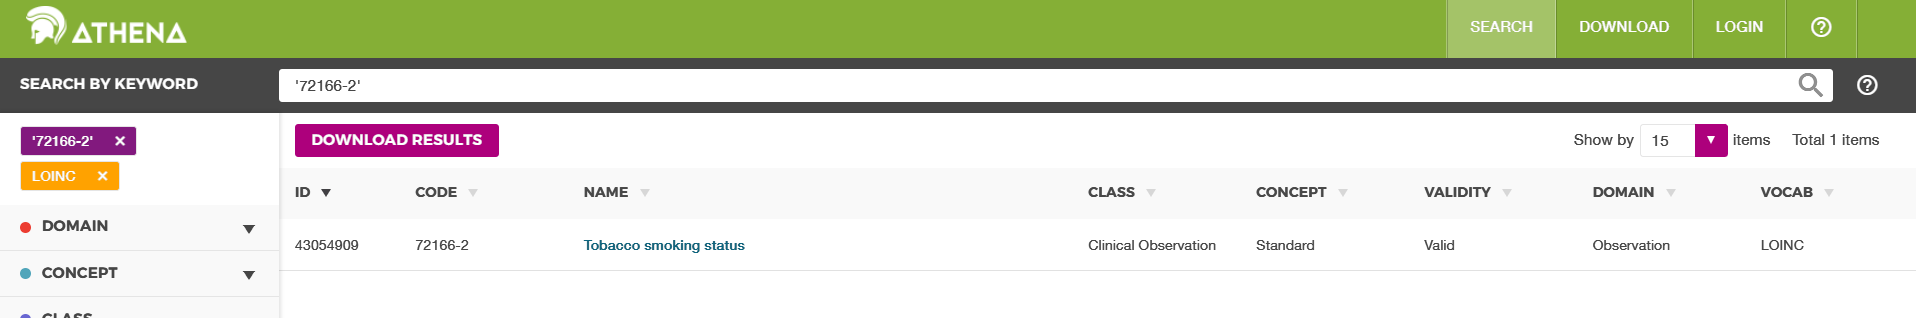 ATHENA
SEARCH DOWNLOAD LOGIN ?
SEARCH BY KEYWORD '72166-2' ?
'72166-2' ×
LOINC ×
DOMAIN
CONCEPT
CLASS
DOWNLOAD RESULTS Show by 15 items Total 1 items
ID CODE NAME CLASS CONCEPT VALIDITY DOMAIN VOCAB
43054909 72166-2 Tobacco smoking status Clinical Observation Standard Valid Observation LOINC